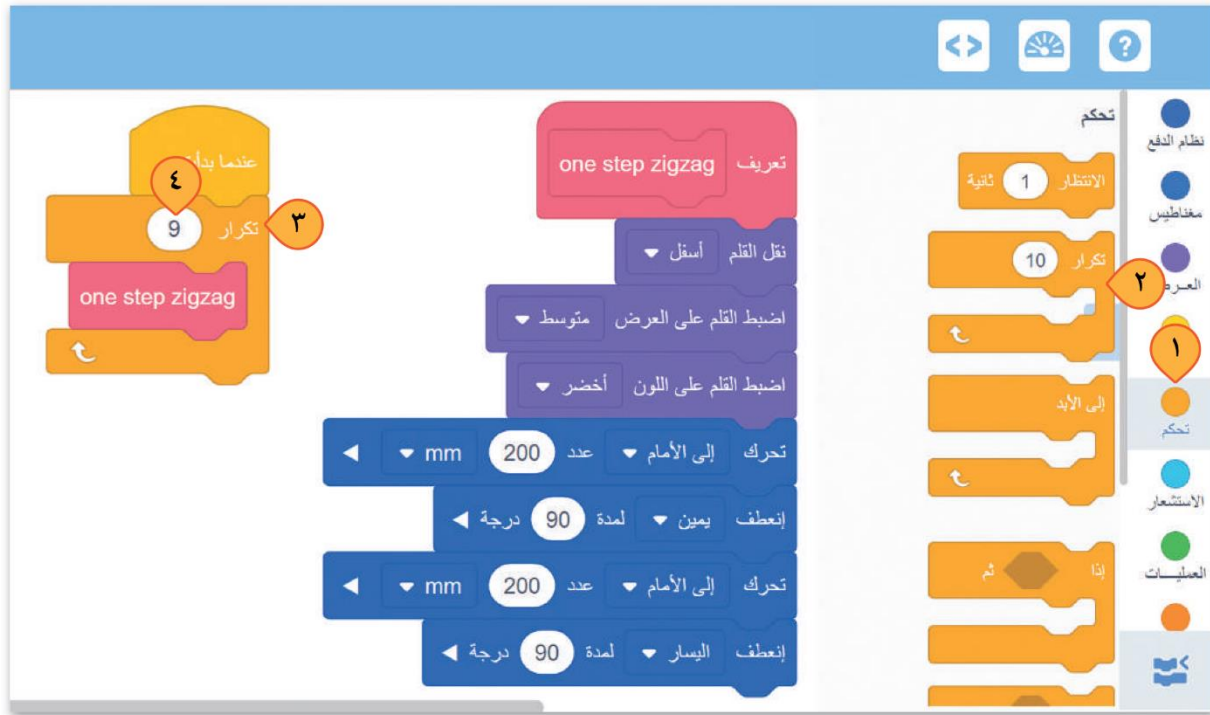 < > ?
تحكم
نظام الدفع
الانتظار 1 ثانية
مغناطيس
تكرار 10
٢
١
إلى الأبد
تحكم
الاستشعار
إذا ثم
العمليـــات
تعريف one step zigzag
نقل القلم أسفل
اضبط القلم على العرض متوسط
اضبط القلم على اللون أخضر
تحرك إلى الأمام عدد 200 mm
إنعطف يمين لمدة 90 درجة
تحرك إلى الأمام عدد 200 mm
إنعطف اليسار لمدة 90 درجة
عندما
٤
تكرار 9
٣
one step zigzag